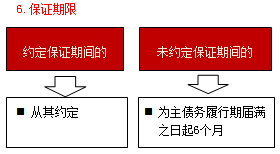 6. 保证期限
约定保证期间的
未约定保证期间的
■ 从其约定
■ 为主债务履行期届满
之日起6个月